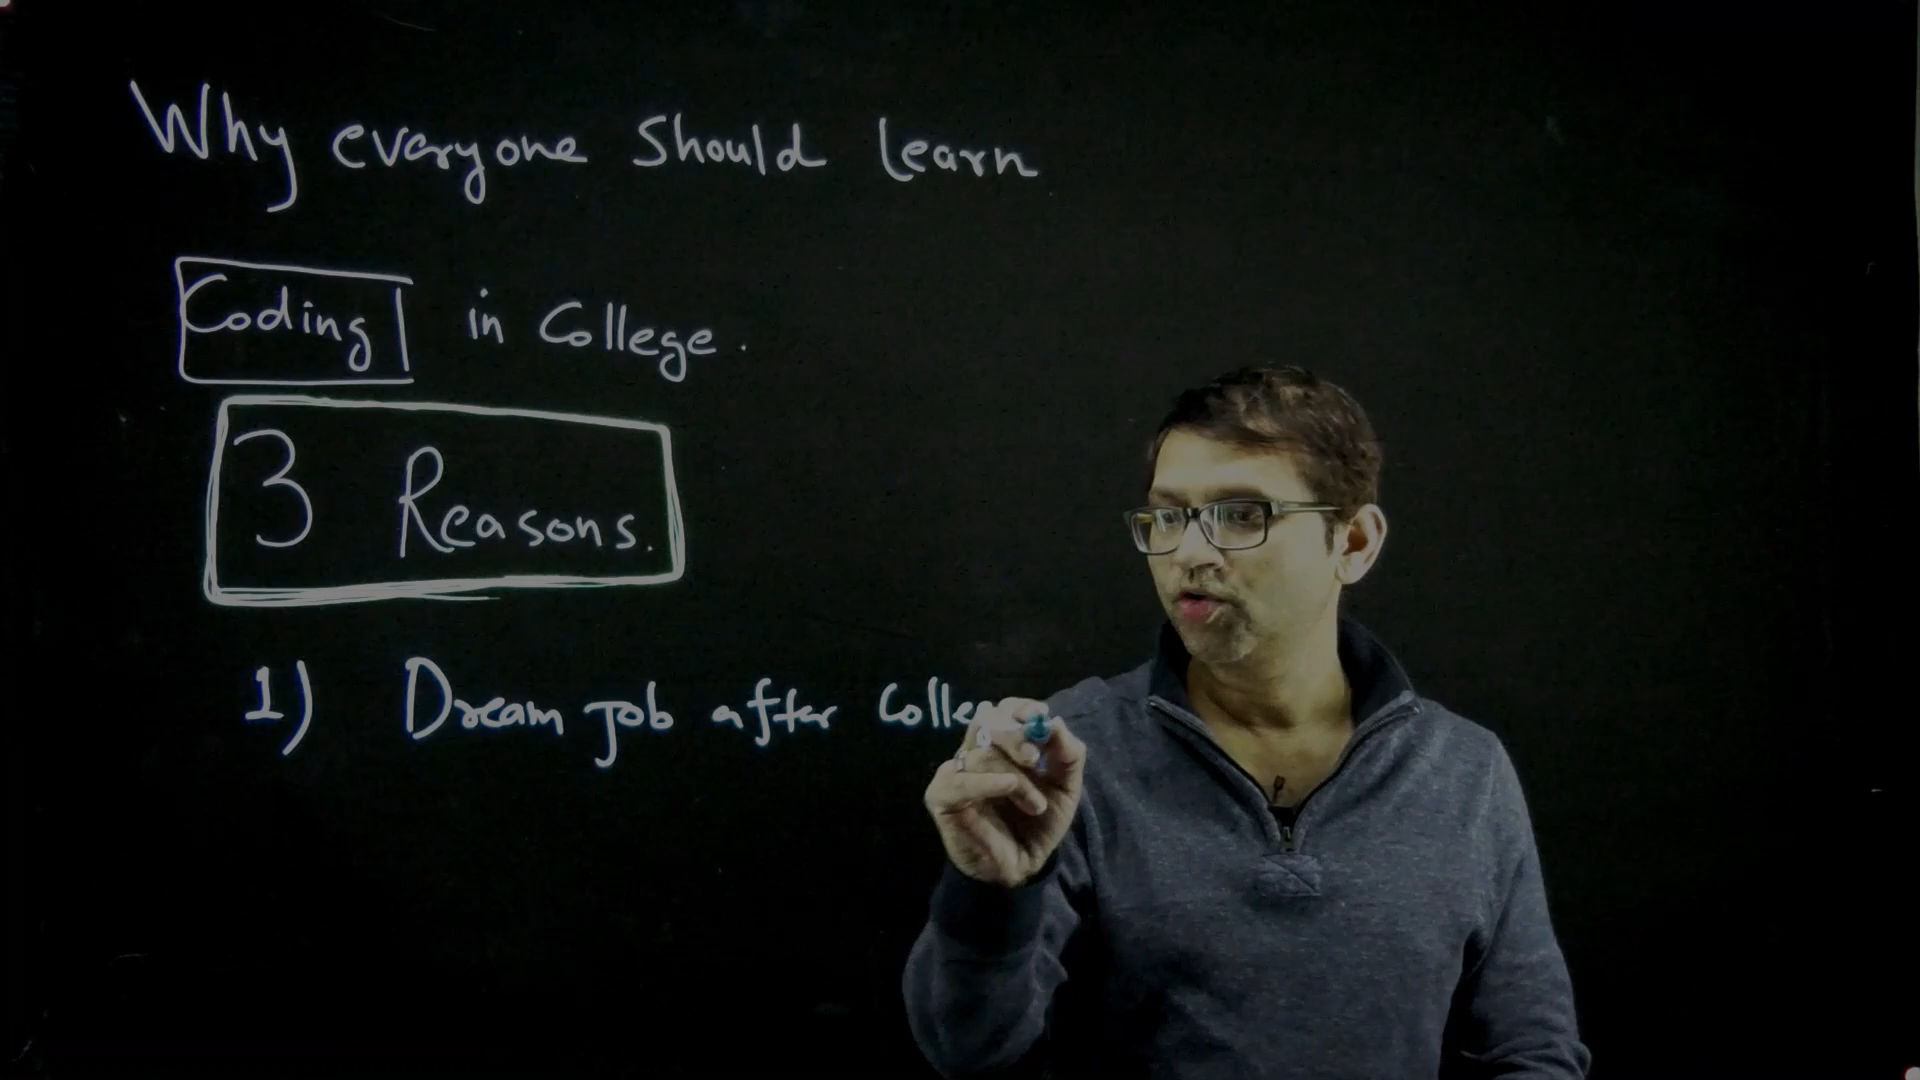 Why everyone should learn
Coding in College.
3 Reasons.
1) Dream job after